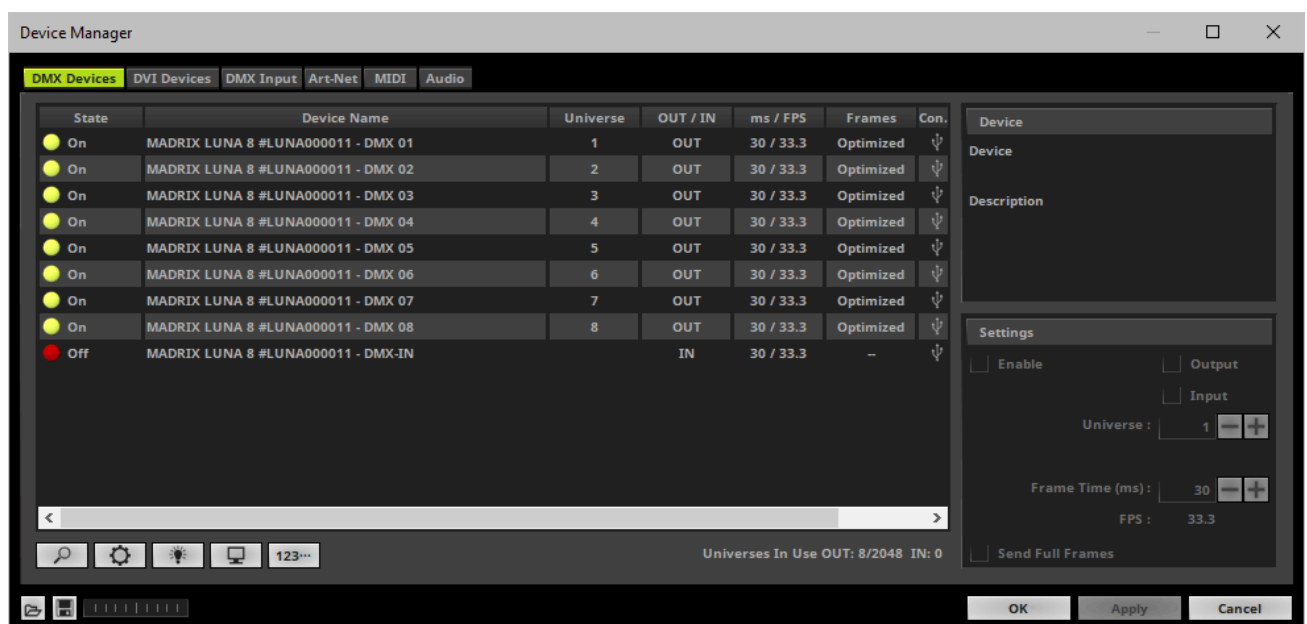 Device Manager
DMX Devices DVI Devices DMX Input Art-Net MIDI Audio
State Device Name Universe OUT / IN ms / FPS Frames Con.
On MADRIX LUNA 8 #LUNA000011 - DMX 01 1 OUT 30 / 33.3 Optimized
On MADRIX LUNA 8 #LUNA000011 - DMX 02 2 OUT 30 / 33.3 Optimized
On MADRIX LUNA 8 #LUNA000011 - DMX 03 3 OUT 30 / 33.3 Optimized
On MADRIX LUNA 8 #LUNA000011 - DMX 04 4 OUT 30 / 33.3 Optimized
On MADRIX LUNA 8 #LUNA000011 - DMX 05 5 OUT 30 / 33.3 Optimized
On MADRIX LUNA 8 #LUNA000011 - DMX 06 6 OUT 30 / 33.3 Optimized
On MADRIX LUNA 8 #LUNA000011 - DMX 07 7 OUT 30 / 33.3 Optimized
On MADRIX LUNA 8 #LUNA000011 - DMX 08 8 OUT 30 / 33.3 Optimized
Off MADRIX LUNA 8 #LUNA000011 - DMX-IN IN 30 / 33.3 --
123...
Universes In Use OUT: 8/2048 IN: 0
Device
Device
Description
Settings
Enable Output
Input
Universe : 1
Frame Time (ms) : 30
FPS : 33.3
Send Full Frames
OK Apply Cancel